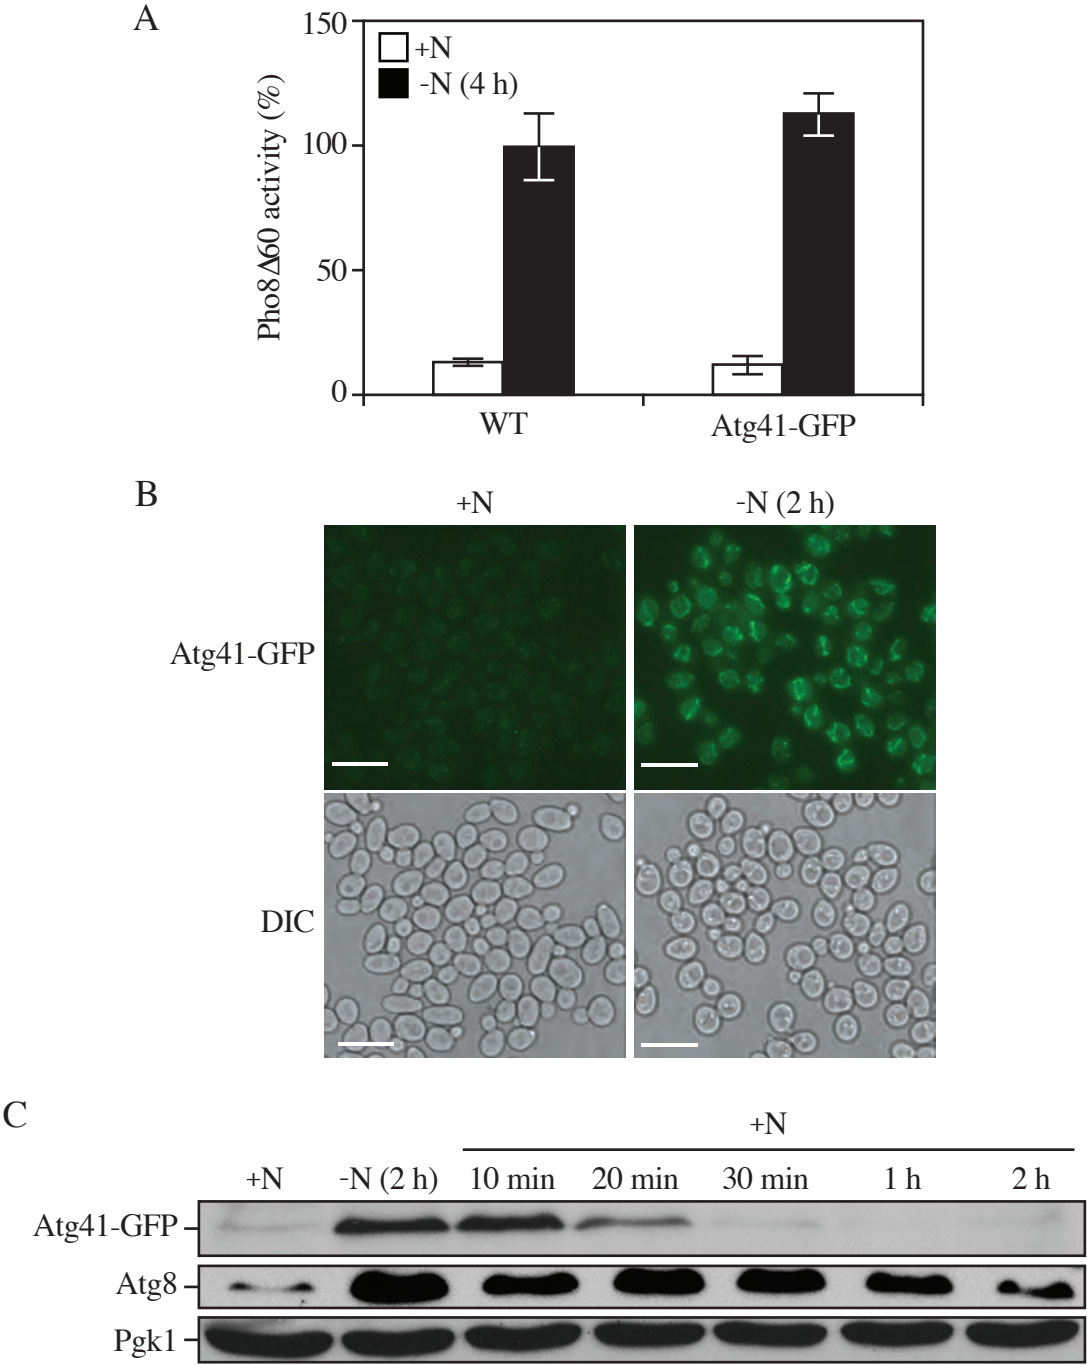 A
150
+N
-N (4 h)
100
50
0
Pho8Δ60 activity (%)
WT Atg41-GFP
B
+N -N (2 h)
Atg41-GFP
DIC
C
+N
+N -N (2 h) 10 min 20 min 30 min 1 h 2 h
Atg41-GFP
Atg8
Pgk1